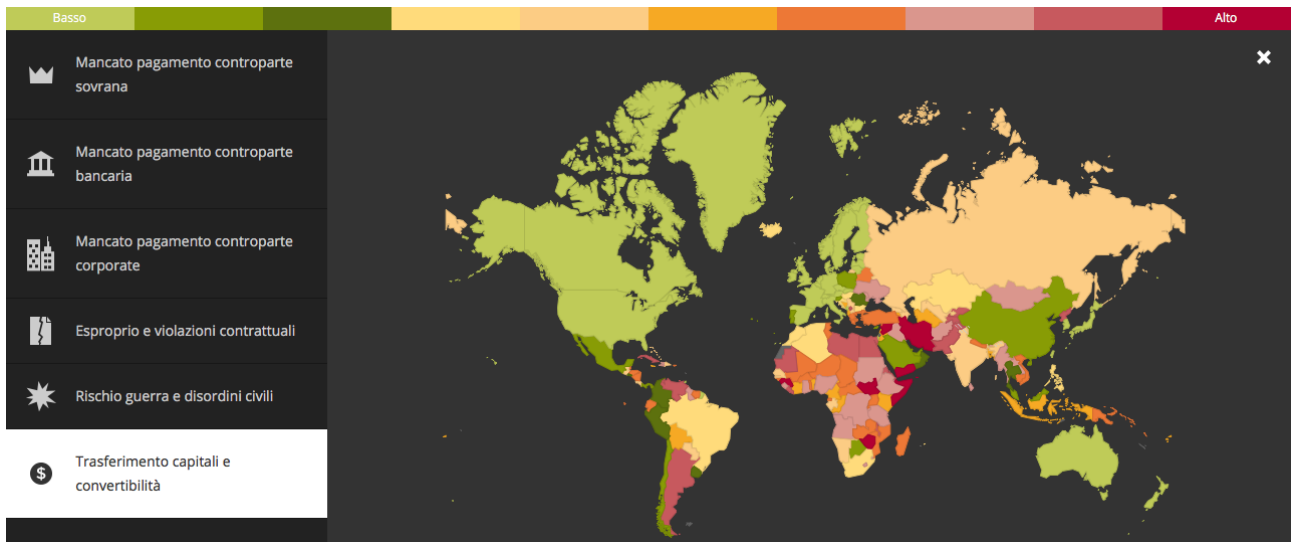 Basso
Alto
Mancato pagamento controparte
sovrana
Mancato pagamento controparte
bancaria
Mancato pagamento controparte
corporate
Esproprio e violazioni contrattuali
Rischio guerra e disordini civili
Trasferimento capitali e
convertibilità